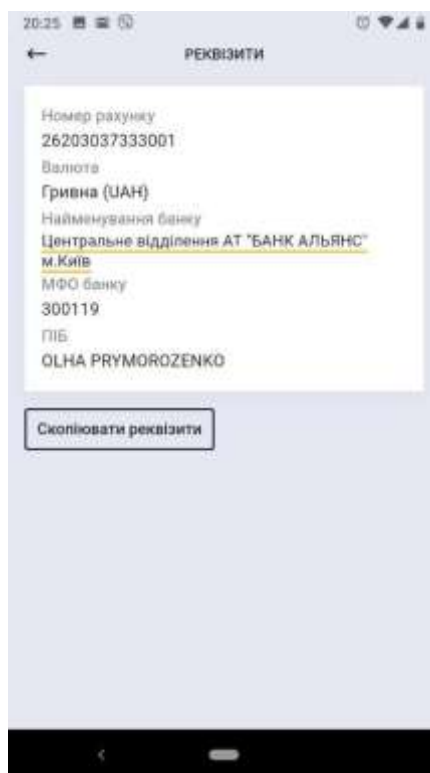 20:25
РЕКВІЗИТИ
Номер рахунку
26203037333001
Валюта
Гривна (UAH)
Найменування банку
Центральне відділення АТ "БАНК АЛЬЯНС"
м.Київ
МФО банку
300119
ПІБ
OLHA PRYMOROZENKO
Скопіювати реквізити